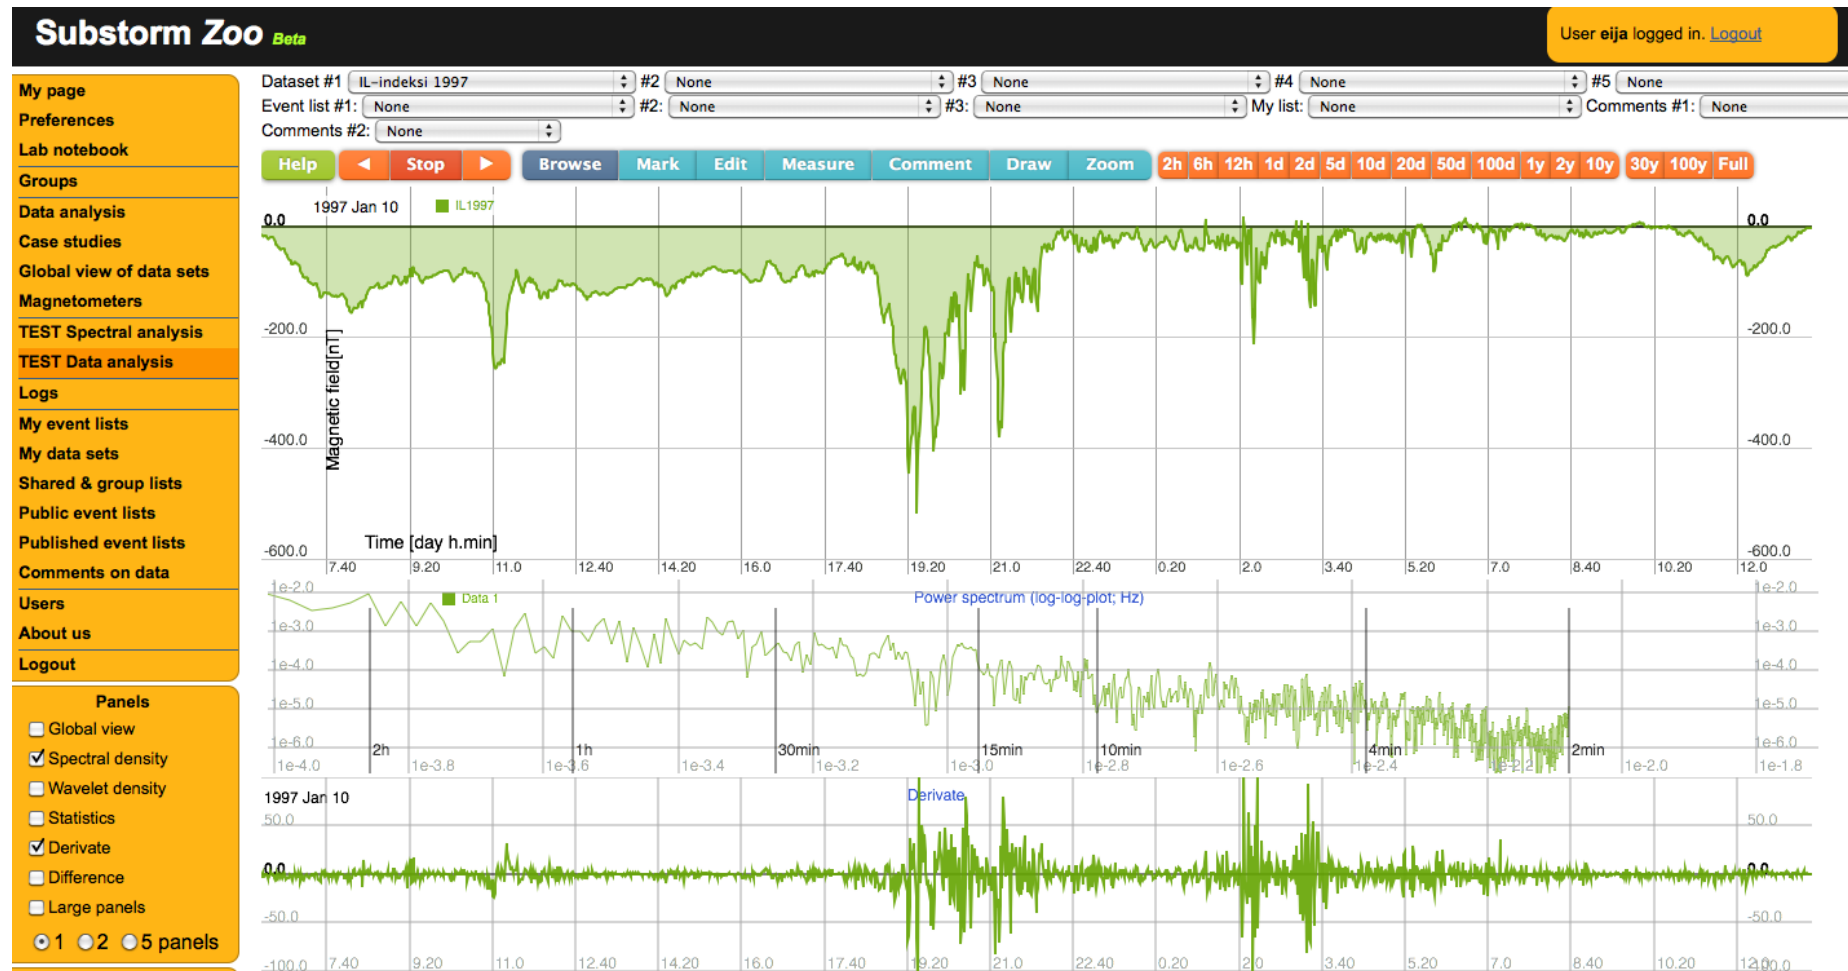 Substorm Zoo Beta
User eija logged in. Logout
My page
Preferences
Lab notebook
Groups
Data analysis
Case studies
Global view of data sets
Magnetometers
TEST Spectral analysis
TEST Data analysis
Logs
My event lists
My data sets
Shared & group lists
Public event lists
Published event lists
Comments on data
Users
About us
Logout
Panels
Global view
Spectral density
Wavelet density
Statistics
Derivate
Difference
Large panels
1 2 5 panels
Dataset #1 IL-indeksi 1997 #2 None #3 None #4 None #5 None
Event list #1: None #2: None #3: None My list: None Comments #1: None
Comments #2: None
Help Stop Browse Mark Edit Measure Comment Draw Zoom 2h 6h 12h 1d 2d 5d 10d 20d 50d 100d 1y 2y 10y 30y 100y Full
1997 Jan 10 IL1997
0.0 0.0
-200.0 -200.0
Magnetic field[nT]
-400.0 -400.0
Time [day h.min]
-600.0 -600.0
7.40 9.20 11.0 12.40 14.20 16.0 17.40 19.20 21.0 22.40 0.20 2.0 3.40 5.20 7.0 8.40 10.20 12.0
1e-2.0 1e-2.0
Data 1 Power spectrum (log-log-plot; Hz)
1e-3.0 1e-3.0
1e-4.0 1e-4.0
1e-5.0 1e-5.0
1e-6.0 1e-6.0
2h 1h 30min 15min 10min 4min 2min
1e-4.0 1e-3.8 1e-3.6 1e-3.4 1e-3.2 1e-3.0 1e-2.8 1e-2.6 1e-2.4 1e-2.2 1e-2.0 1e-1.8
1997 Jan 10 Derivate
50.0 50.0
0.0 0.0
-50.0 -50.0
-100.0 7.40 9.20 11.0 12.40 14.20 16.0 17.40 19.20 21.0 22.40 0.20 2.0 3.40 5.20 7.0 8.40 10.20